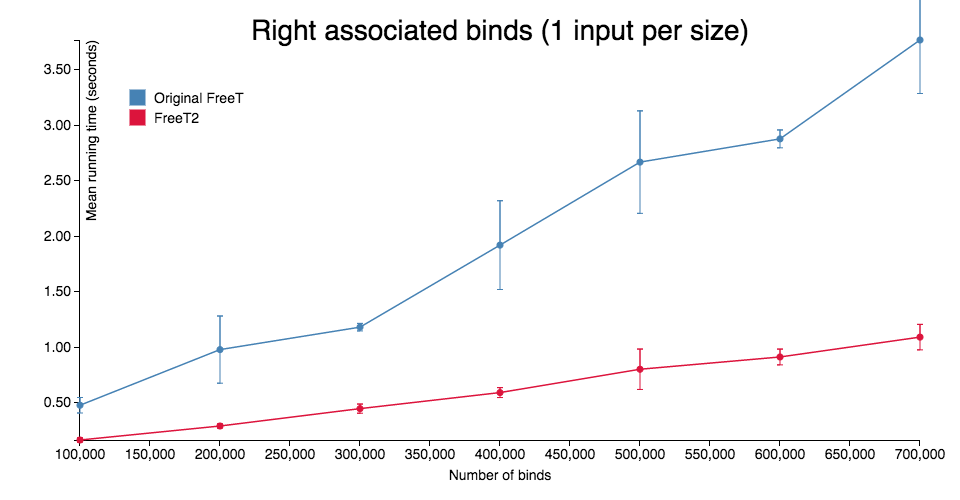 Right associated binds (1 input per size)
Mean running time (seconds)
3.50
3.00
2.50
2.00
1.50
1.00
0.50
Original FreeT
FreeT2
100,000 150,000 200,000 250,000 300,000 350,000 400,000 450,000 500,000 550,000 600,000 650,000 700,000
Number of binds